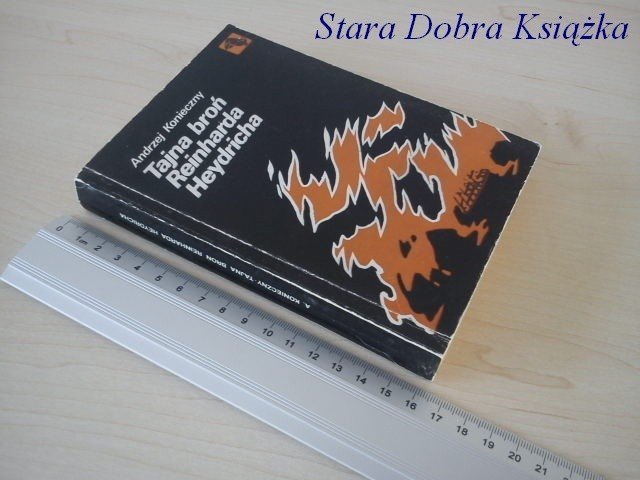 Stara Dobra Książka
Andrzej Konieczny
Tajna broń
Reinharda
Heydricha
A. KONIECZNY - TAJNA BROŃ REINHARDA HEYDRICHA
0 1cm 2 3 4 5 6 7 8 9 10 11 12 13 14 15 16 17 18 19 20 21